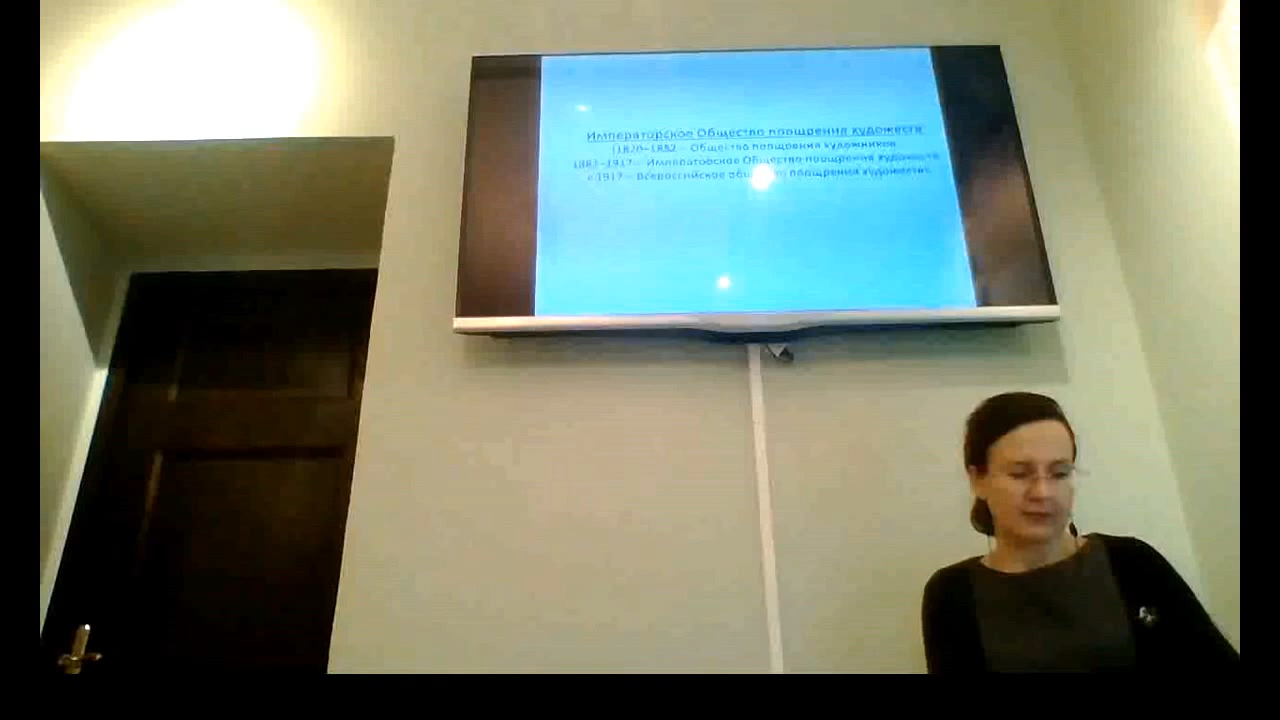 Императорское Общество поощрения художеств
(1820–1882 – Общество поощрения художников
1882–1917 – Императорское Общество поощрения художеств
с 1917 – Всероссийское общество поощрения художеств